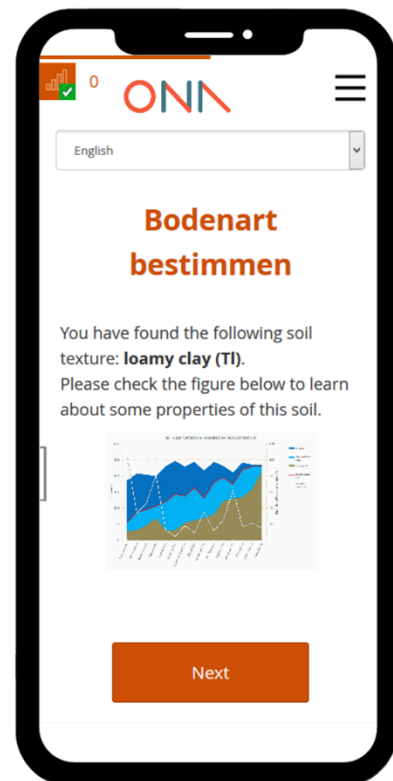 0
ONA
English
Bodenart
bestimmen
You have found the following soil
texture: loamy clay (Tl).
Please check the figure below to learn
about some properties of this soil.
Next